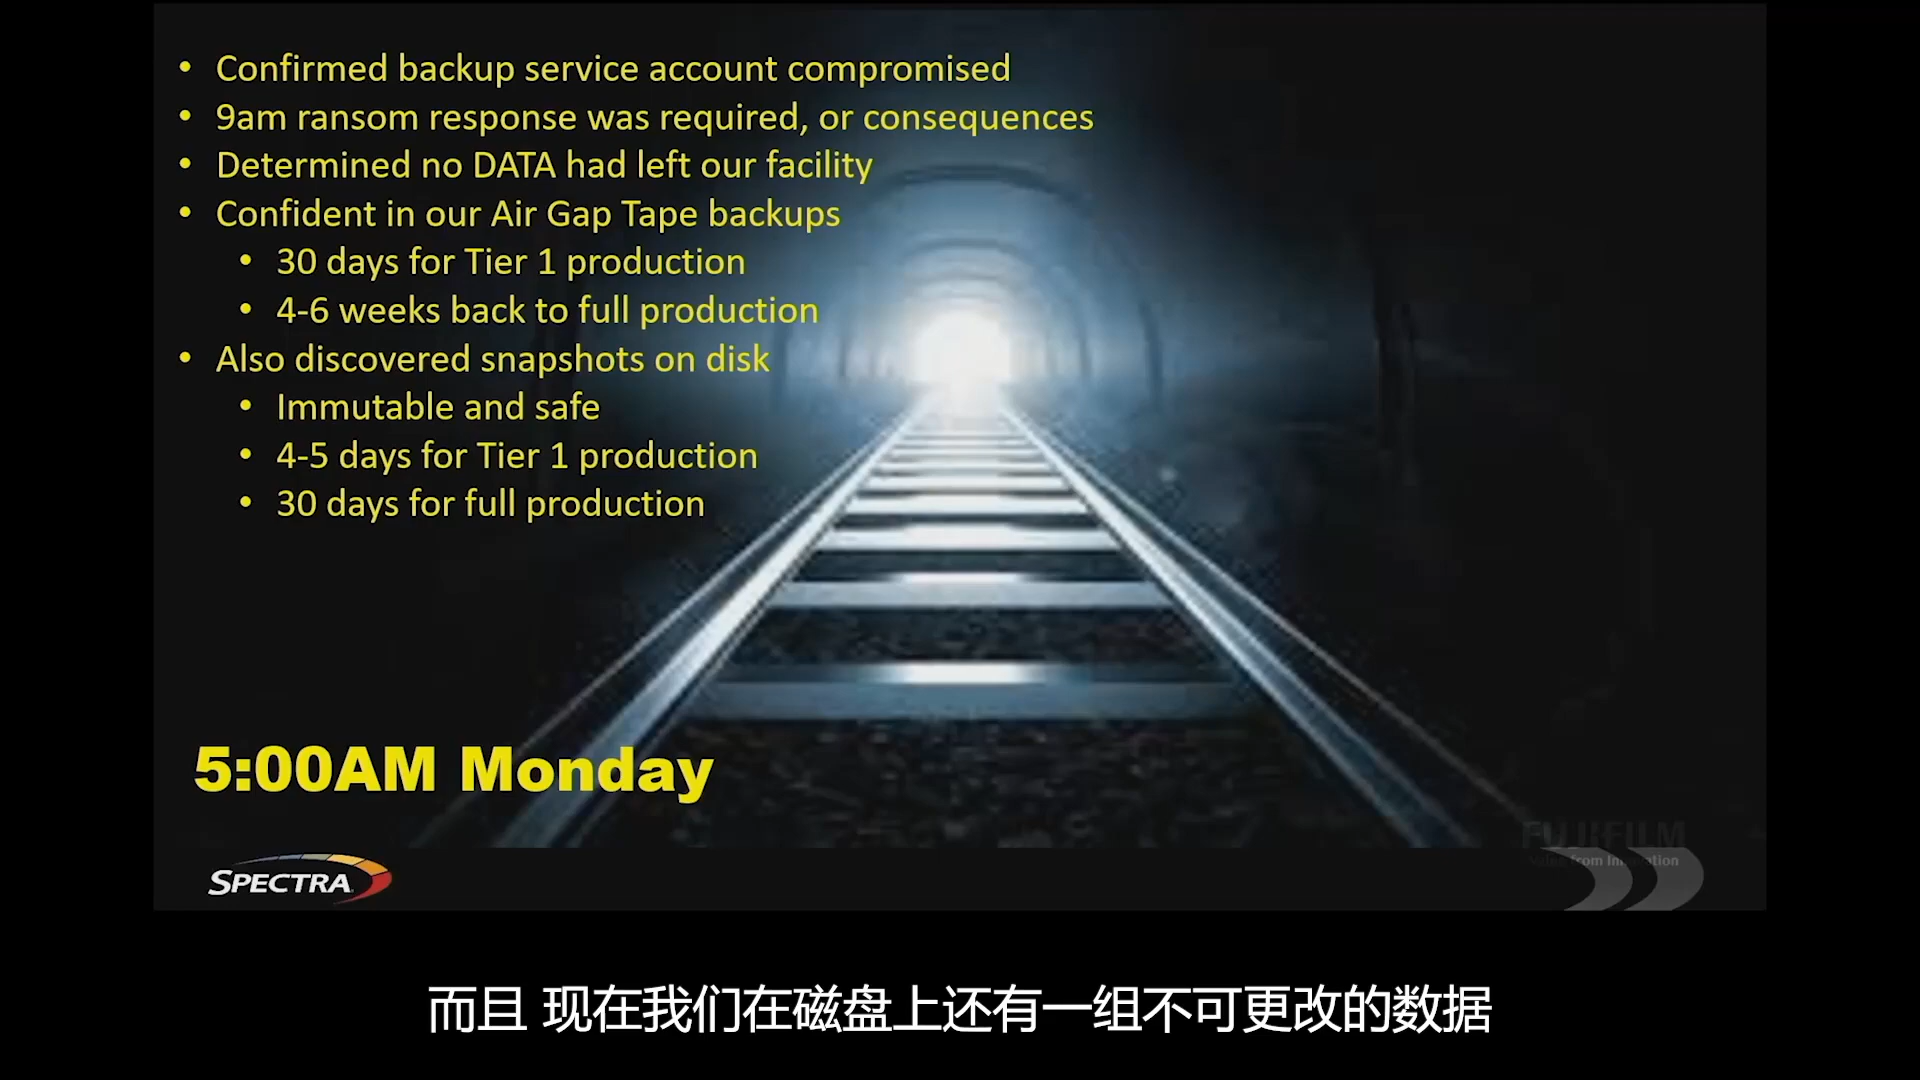 • Confirmed backup service account compromised
• 9am ransom response was required, or consequences
• Determined no DATA had left our facility
• Confident in our Air Gap Tape backups
• 30 days for Tier 1 production
• 4-6 weeks back to full production
• Also discovered snapshots on disk
• Immutable and safe
• 4-5 days for Tier 1 production
• 30 days for full production
5:00AM Monday
SPECTRA
FUJIFILM
from
而且 现在我们在磁盘上还有一组不可更改的数据